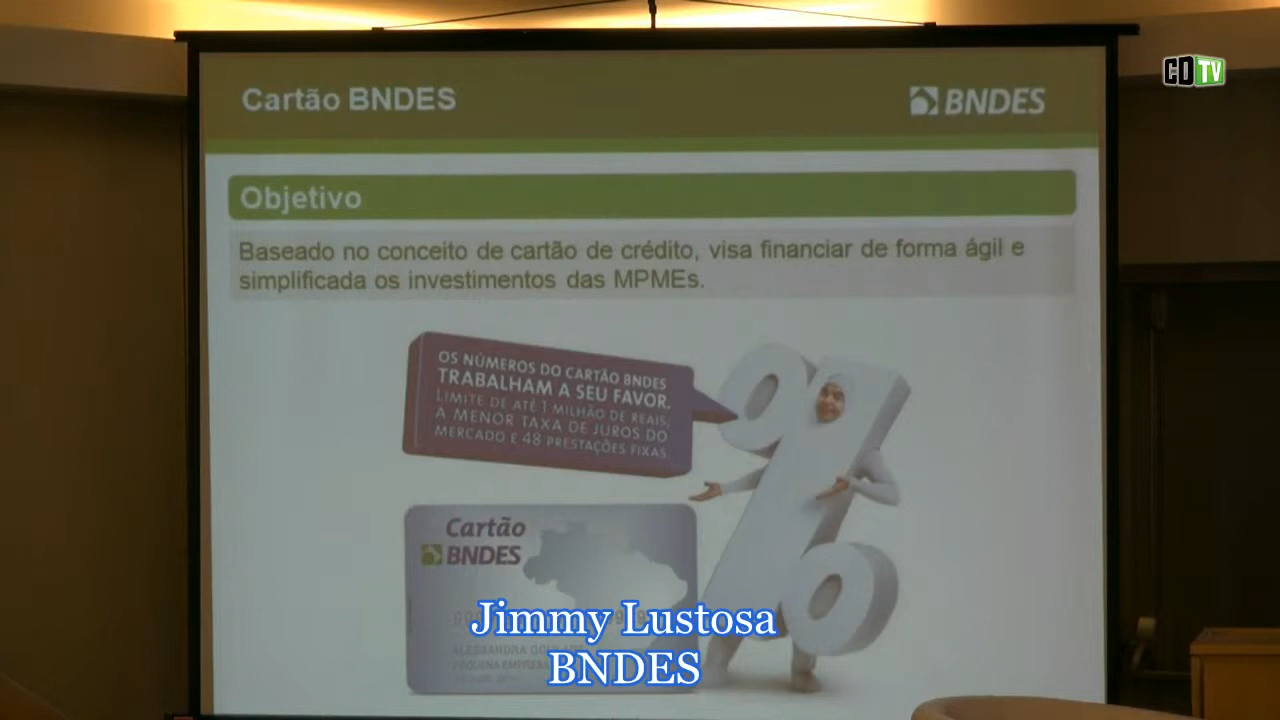 CDTV
Cartão BNDES
BNDES
Objetivo
Baseado no conceito de cartão de crédito, visa financiar de forma ágil e
simplificada os investimentos das MPMEs.
OS NÚMEROS DO CARTÃO BNDES
TRABALHAM A SEU FAVOR.
LIMITE DE ATÉ 1 MILHÃO DE REAIS,
A MENOR TAXA DE JUROS DO
MERCADO E 48 PRESTAÇÕES FIXAS.
%
Cartão
BNDES
ALESSANDRA
Jimmy Lustosa
BNDES